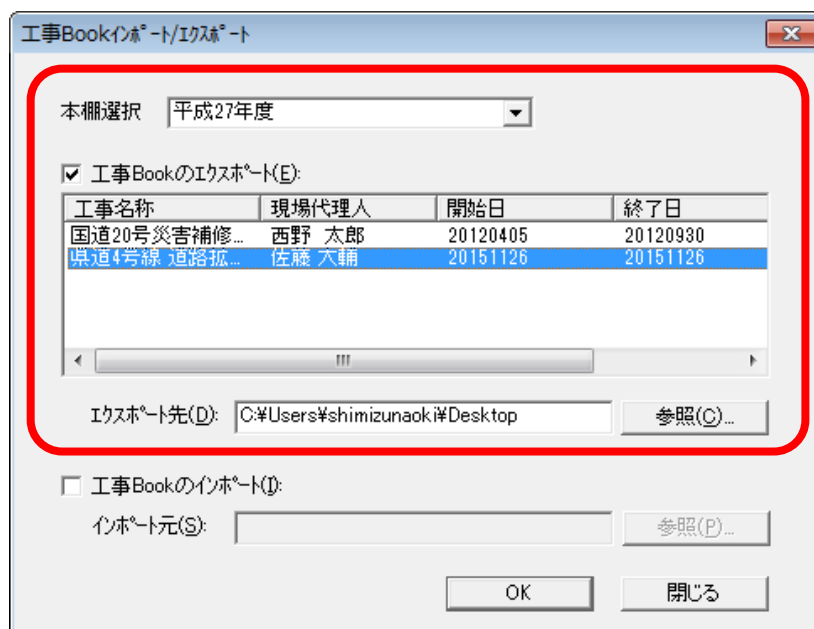 工事Bookｲﾝﾎﾟｰﾄ/ｴｸｽﾎﾟｰﾄ
本棚選択 平成27年度
工事Bookのｴｸｽﾎﾟｰﾄ(E):
工事名称 現場代理人 開始日 終了日
国道20号災害補修... 西野 太郎 20120405 20120930
県道4号線 道路拡... 佐藤 大輔 20151126 20151126
ｴｸｽﾎﾟｰﾄ先(D): C:¥Users¥shimizunaoki¥Desktop 参照(C)...
工事Bookのｲﾝﾎﾟｰﾄ(I):
ｲﾝﾎﾟｰﾄ元(S): 参照(P)...
OK 閉じる